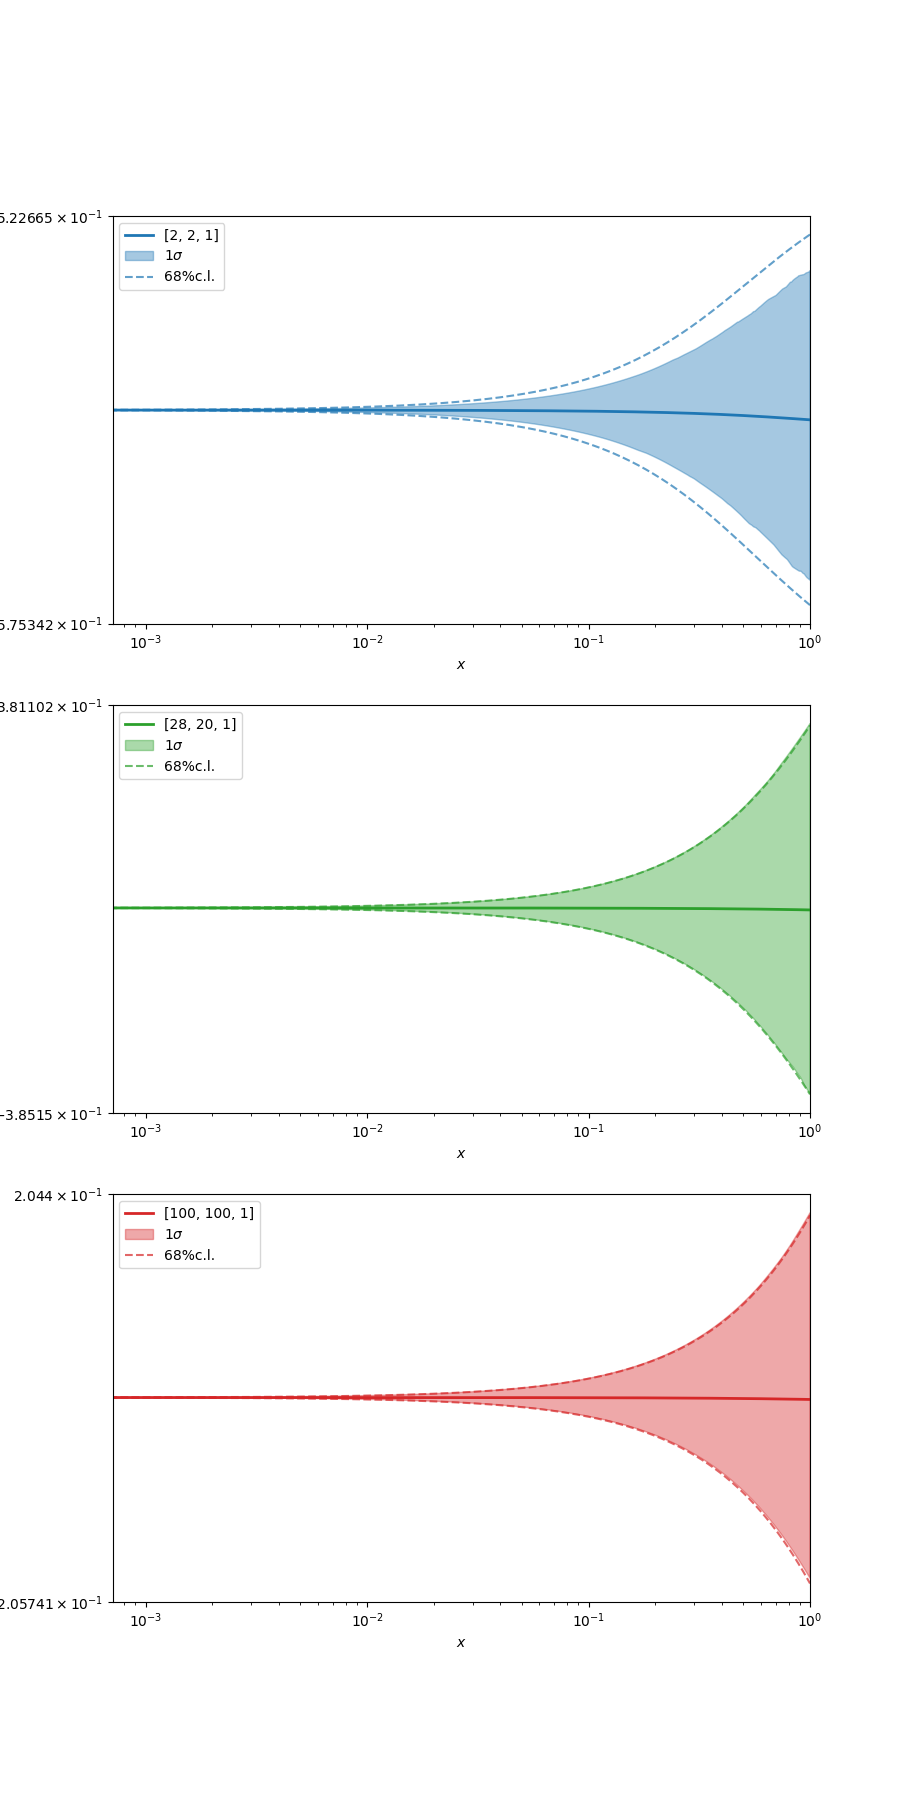 5.22665 × 10⁻¹
[2, 2, 1]
1σ
68%c.l.
5.75342 × 10⁻¹
10⁻³
10⁻²
10⁻¹
10⁰
x
3.81102 × 10⁻¹
[28, 20, 1]
1σ
68%c.l.
−3.8515 × 10⁻¹
10⁻³
10⁻²
10⁻¹
10⁰
x
2.044 × 10⁻¹
[100, 100, 1]
1σ
68%c.l.
2.05741 × 10⁻¹
10⁻³
10⁻²
10⁻¹
10⁰
x